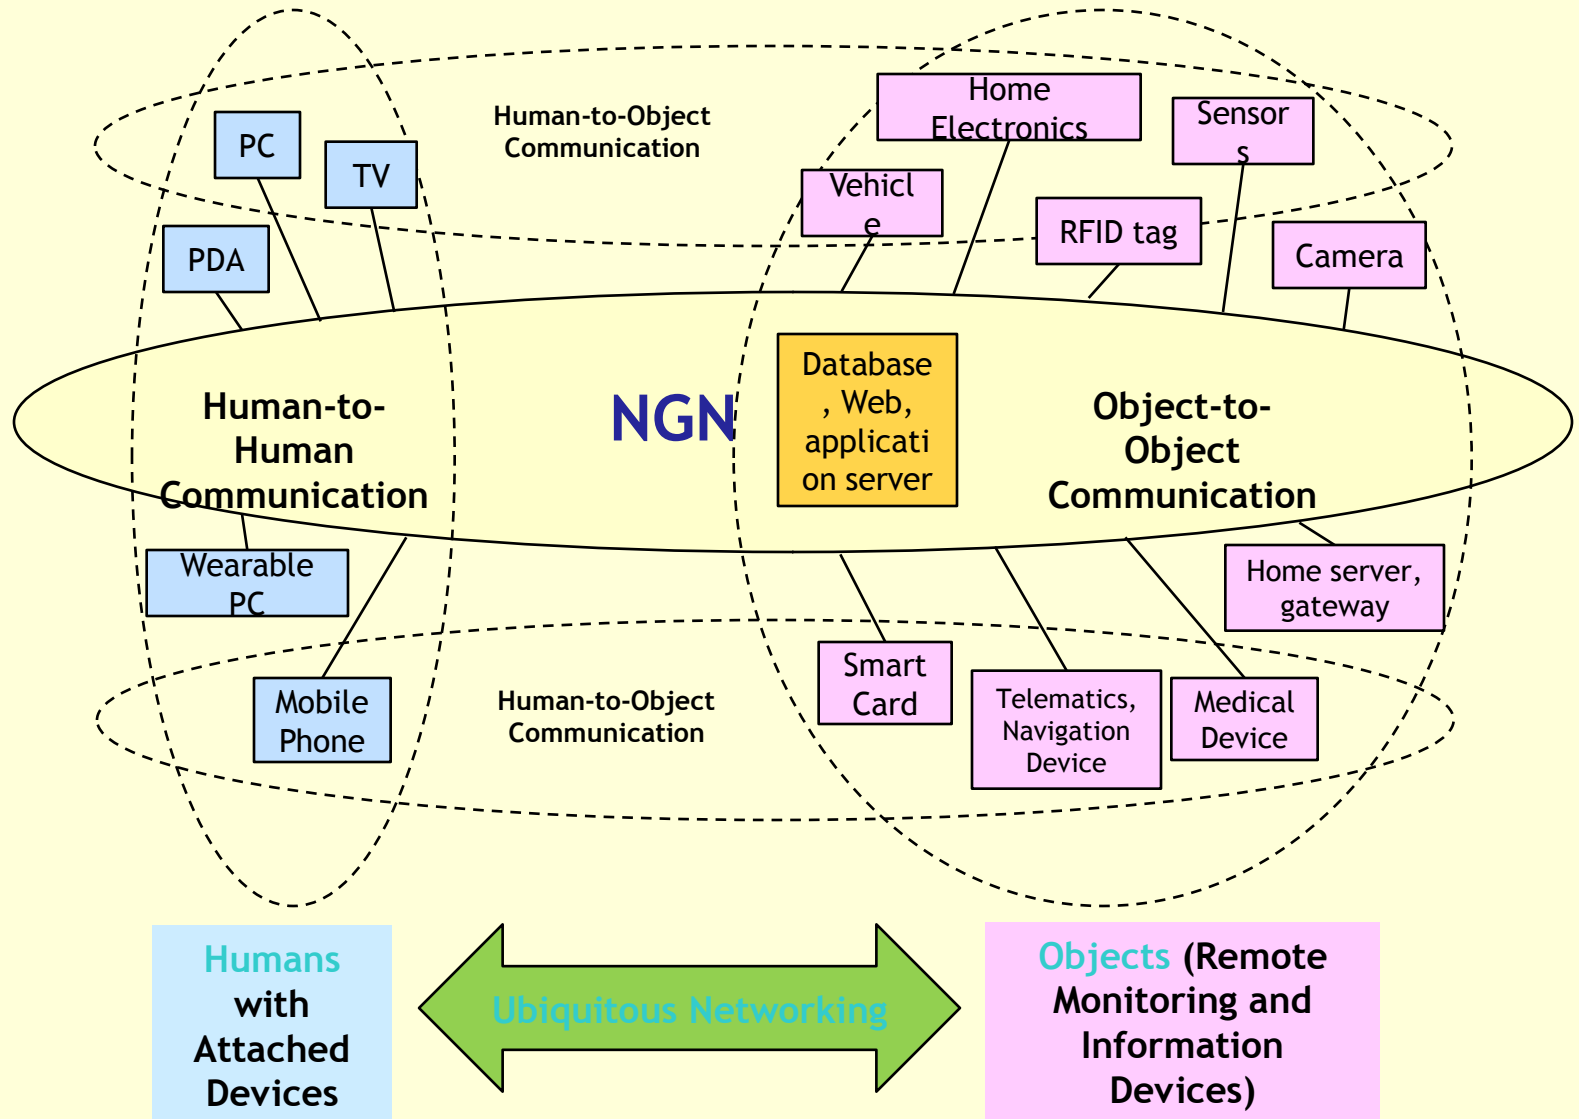 Home
Electronics
Human-to-Object
Communication
Sensor
s
PC
TV
Vehicl
e
RFID tag
PDA
Camera
Database
, Web,
applicati
on server
Human-to-
Human
Communication
NGN
Object-to-
Object
Communication
Wearable
PC
Home server,
gateway
Smart
Card
Mobile
Phone
Human-to-Object
Communication
Telematics,
Navigation
Device
Medical
Device
Humans
with
Attached
Devices
Ubiquitous Networking
Objects (Remote
Monitoring and
Information
Devices)